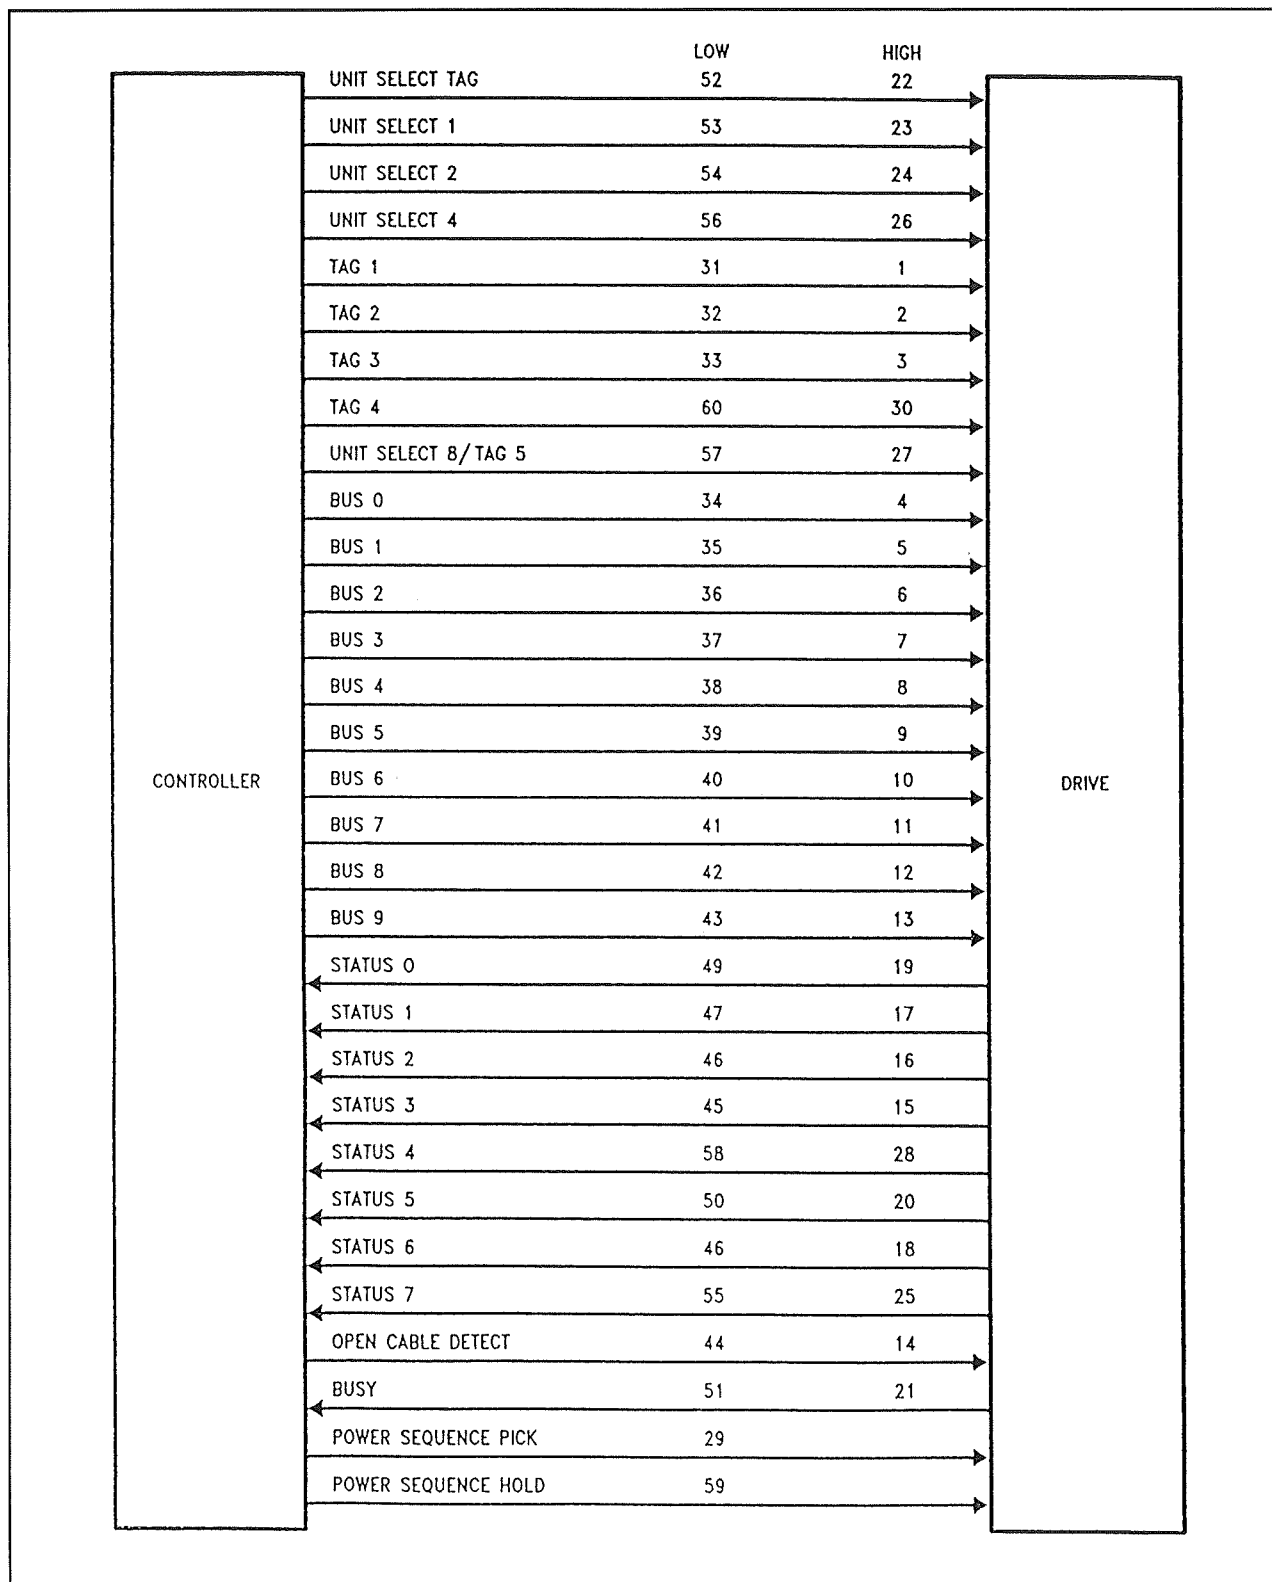 LOW HIGH
UNIT SELECT TAG 52 22
UNIT SELECT 1 53 23
UNIT SELECT 2 54 24
UNIT SELECT 4 56 26
TAG 1 31 1
TAG 2 32 2
TAG 3 33 3
TAG 4 60 30
UNIT SELECT 8/TAG 5 57 27
BUS 0 34 4
BUS 1 35 5
BUS 2 36 6
BUS 3 37 7
BUS 4 38 8
BUS 5 39 9
CONTROLLER BUS 6 40 10 DRIVE
BUS 7 41 11
BUS 8 42 12
BUS 9 43 13
STATUS 0 49 19
STATUS 1 47 17
STATUS 2 46 16
STATUS 3 45 15
STATUS 4 58 28
STATUS 5 50 20
STATUS 6 46 18
STATUS 7 55 25
OPEN CABLE DETECT 44 14
BUSY 51 21
POWER SEQUENCE PICK 29
POWER SEQUENCE HOLD 59